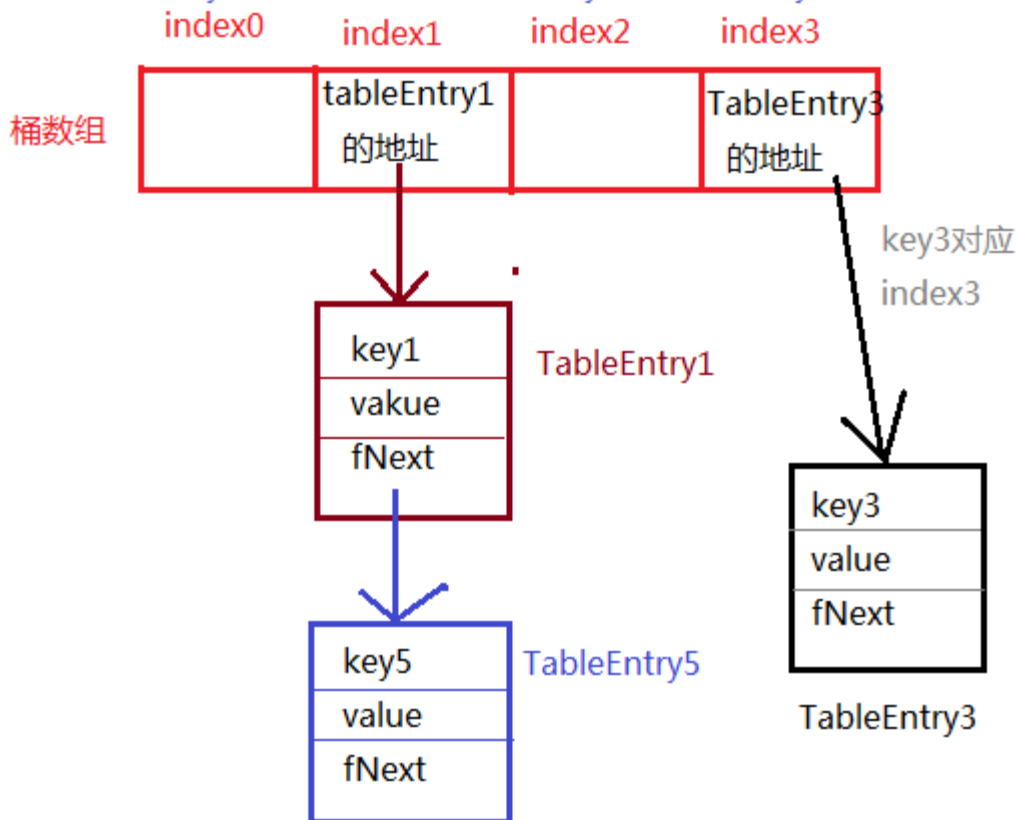 index0
index1
index2
index3
桶数组
tableEntry1
的地址
TableEntry3
的地址
key3对应
index3
key1
vakue
fNext
TableEntry1
key3
value
fNext
TableEntry3
key5
value
fNext
TableEntry5